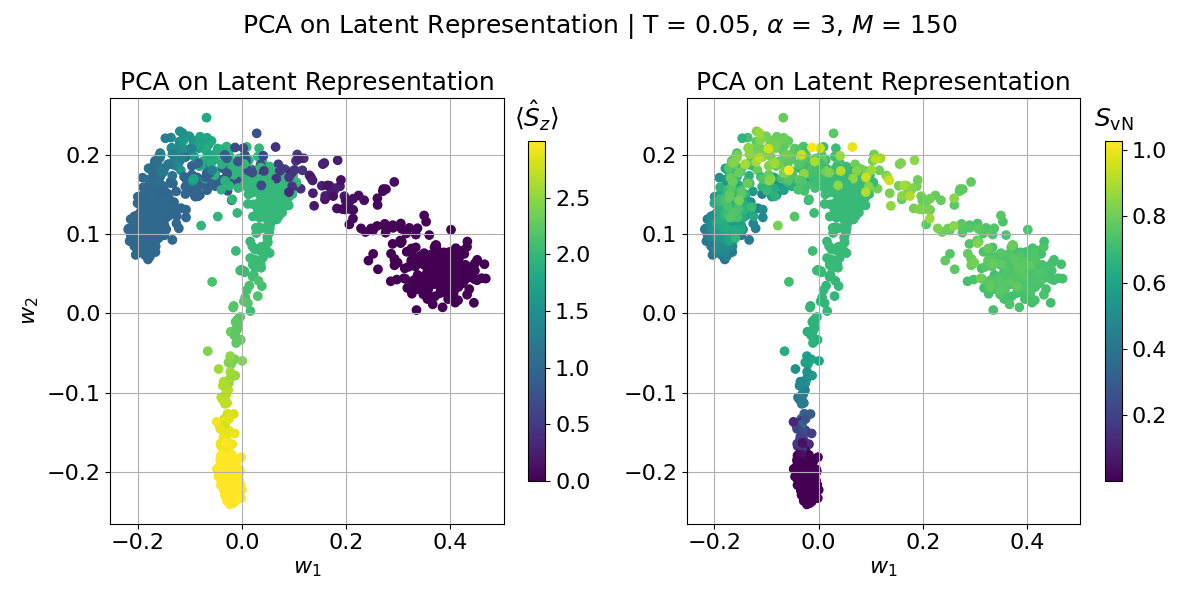 PCA on Latent Representation | T = 0.05, α = 3, M = 150
PCA on Latent Representation
⟨Ŝz⟩
w₂
0.2
0.1
0.0
−0.1
−0.2
−0.2 0.0 0.2 0.4
w₁
2.5
2.0
1.5
1.0
0.5
0.0
PCA on Latent Representation
SvN
0.2
0.1
0.0
−0.1
−0.2
−0.2 0.0 0.2 0.4
w₁
1.0
0.8
0.6
0.4
0.2